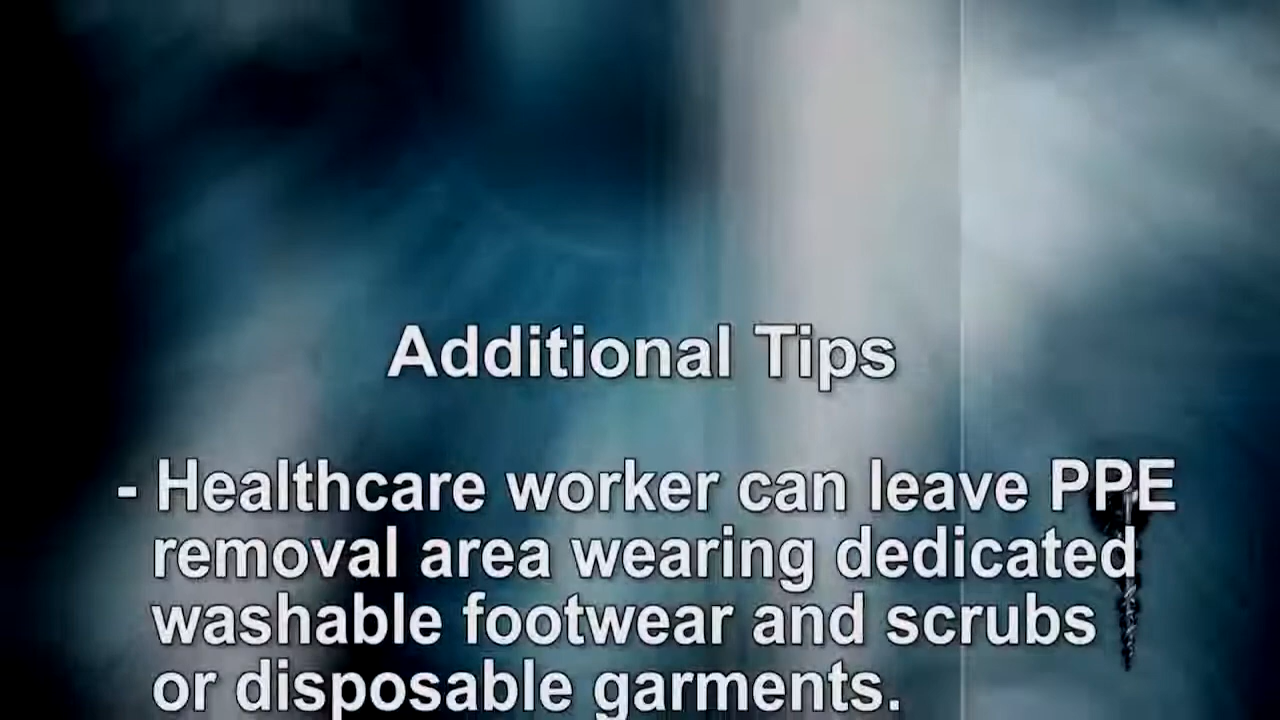 Additional Tips
- Healthcare worker can leave PPE
removal area wearing dedicated
washable footwear and scrubs
or disposable garments.